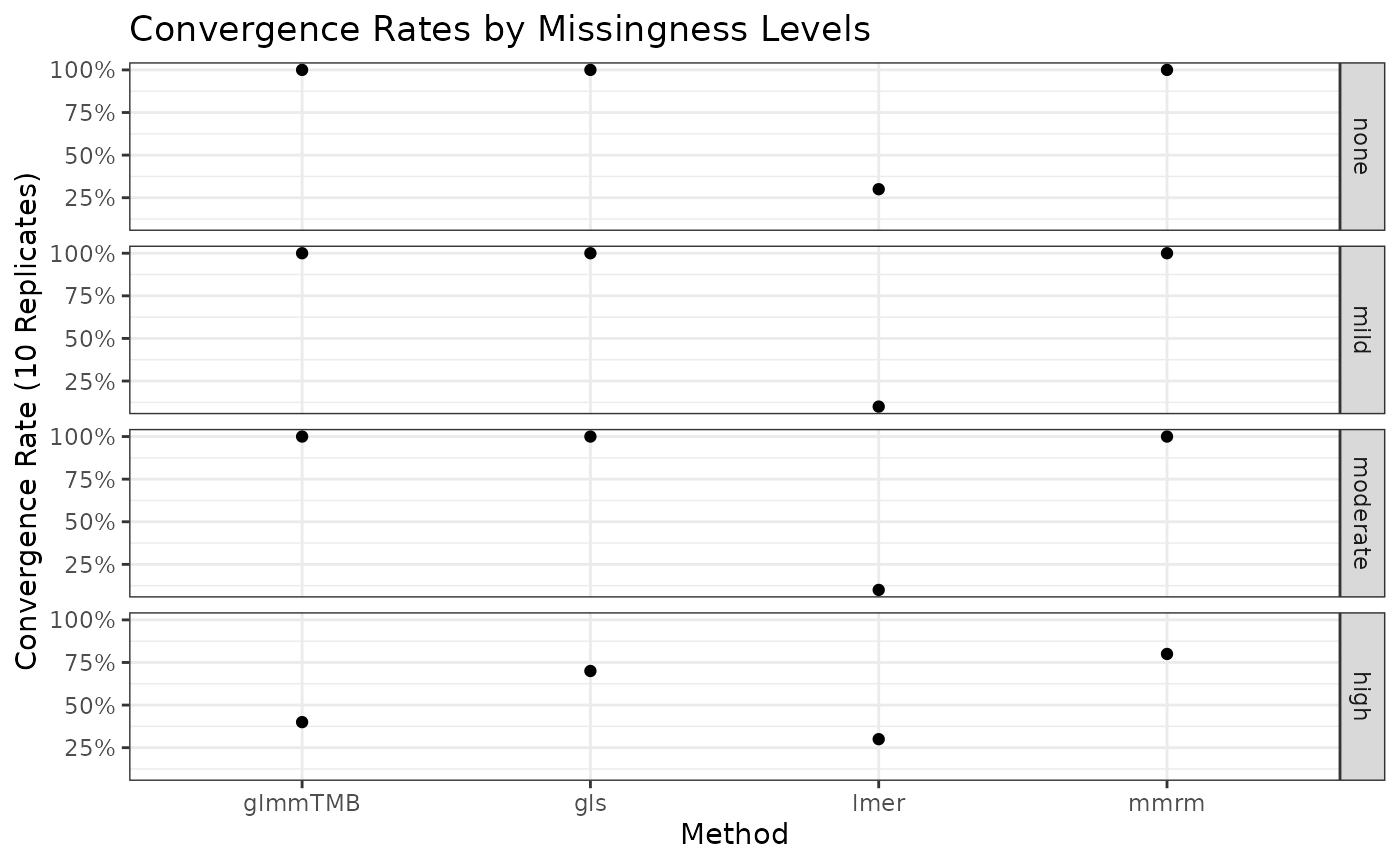 Convergence Rates by Missingness Levels
Convergence Rate (10 Replicates)
100%
75%
50%
25%
none
100%
75%
50%
25%
mild
100%
75%
50%
25%
moderate
100%
75%
50%
25%
high
glmmTMB
gls
lmer
mmrm
Method